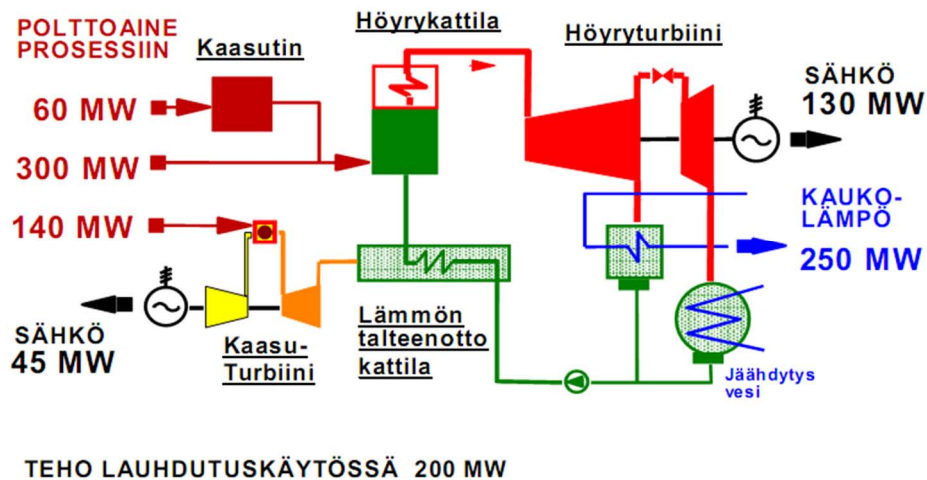 POLTTOAINE
PROSESSIIN
Kaasutin
Höyrykattila
Höyryturbiini
60 MW
300 MW
140 MW
SÄHKÖ
130 MW
KAUKO-
LÄMPÖ
250 MW
SÄHKÖ
45 MW
Kaasu-
Turbiini
Lämmön
talteenotto
kattila
Jäähdytys
vesi
TEHO LAUHDUTUSKÄYTÖSSÄ 200 MW